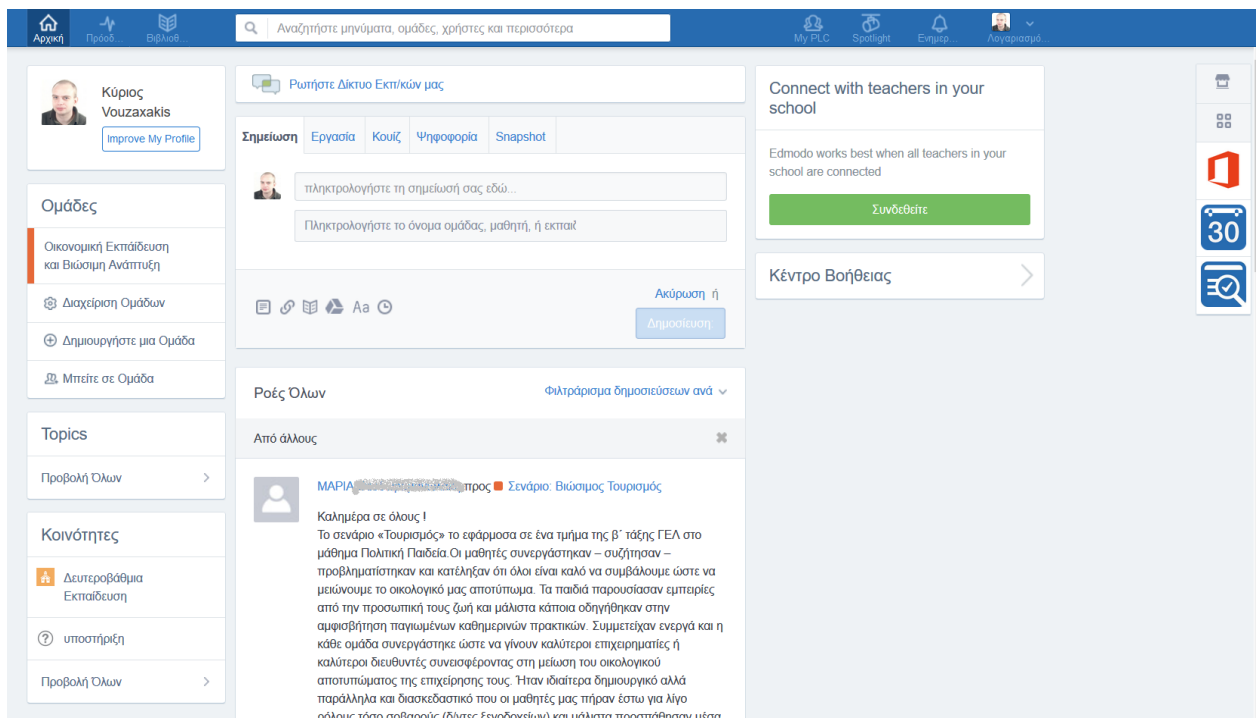 Αρχική
Πρόοδ...
Βιβλιοθ...
Αναζητήστε μηνύματα, ομάδες, χρήστες και περισσότερα
My PLC
Spotlight
Ενημερ...
Λογαριασμό...
Κύριος
Vouzaxakis
Improve My Profile
Ομάδες
Οικονομική Εκπαίδευση
και Βιώσιμη Ανάπτυξη
Διαχείριση Ομάδων
Δημιουργήστε μια Ομάδα
Μπείτε σε Ομάδα
Topics
Προβολή Όλων
Κοινότητες
Δευτεροβάθμια
Εκπαίδευση
υποστήριξη
Προβολή Όλων
Ρωτήστε Δίκτυο Εκπ/κών μας
Σημείωση Εργασία Κουίζ Ψηφοφορία Snapshot
πληκτρολογήστε τη σημείωσή σας εδώ...
Πληκτρολογήστε το όνομα ομάδας, μαθητή, ή εκπαιδ
Aa
Ακύρωση ή
Δημοσίευση:
Ροές Όλων
Φιλτράρισμα δημοσιεύσεων ανά
Από άλλους
ΜΑΡΙΑ προς Σενάριο: Βιώσιμος Τουρισμός
Καλημέρα σε όλους !
Το σενάριο «Τουρισμός» το εφάρμοσα σε ένα τμήμα της β΄ τάξης ΓΕΛ στο
μάθημα Πολιτική Παιδεία.Οι μαθητές συνεργάστηκαν – συζήτησαν –
προβληματίστηκαν και κατέληξαν ότι όλοι είναι καλό να συμβάλουμε ώστε να
μειώνουμε το οικολογικό μας αποτύπωμα. Τα παιδιά παρουσίασαν εμπειρίες
από την προσωπική τους ζωή και μάλιστα κάποια οδηγήθηκαν στην
αμφισβήτηση παγιωμένων καθημερινών πρακτικών. Συμμετείχαν ενεργά και η
κάθε ομάδα συνεργάστηκε ώστε να γίνουν καλύτεροι επιχειρηματίες ή
καλύτεροι διευθυντές συνεισφέροντας στη μείωση του οικολογικού
αποτυπώματος της επιχείρησης τους. Ήταν ιδιαίτερα δημιουργικό αλλά
παράλληλα και διασκεδαστικό που οι μαθητές μας πήραν έστω για λίγο
ρόλους τόσο σοβαρούς (δ/ντες ξενοδοχείων) και μάλιστα προσπάθησαν μέσα
Connect with teachers in your
school
Edmodo works best when all teachers in your
school are connected
Συνδεθείτε
Κέντρο Βοήθειας
30